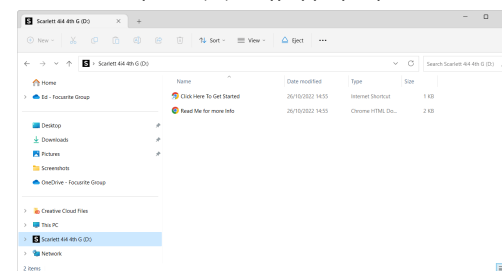 Scarlett 4i4 4th G (D:)
New
Sort
View
Eject
Scarlett 4i4 4th G (D:)
Search Scarlett 4i4 4th G (D:)
Home
Ed - Focusrite Group
Desktop
Downloads
Pictures
Screenshots
OneDrive - Focusrite Group
Creative Cloud Files
This PC
Scarlett 4i4 4th G (D:)
Network
Name Date modified Type Size
Click Here To Get Started 26/10/2022 14:55 Internet Shortcut 1 KB
Read Me for more Info 26/10/2022 14:55 Chrome HTML Do... 2 KB
2 items